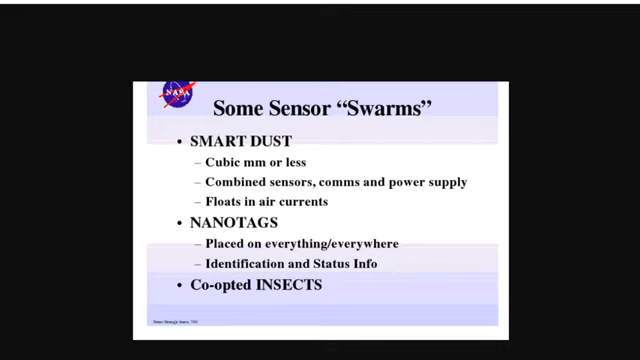 NASA
Some Sensor “Swarms”
• SMART DUST
– Cubic mm or less
– Combined sensors, comms and power supply
– Floats in air currents
• NANOTAGS
– Placed on everything/everywhere
– Identification and Status Info
• Co-opted INSECTS